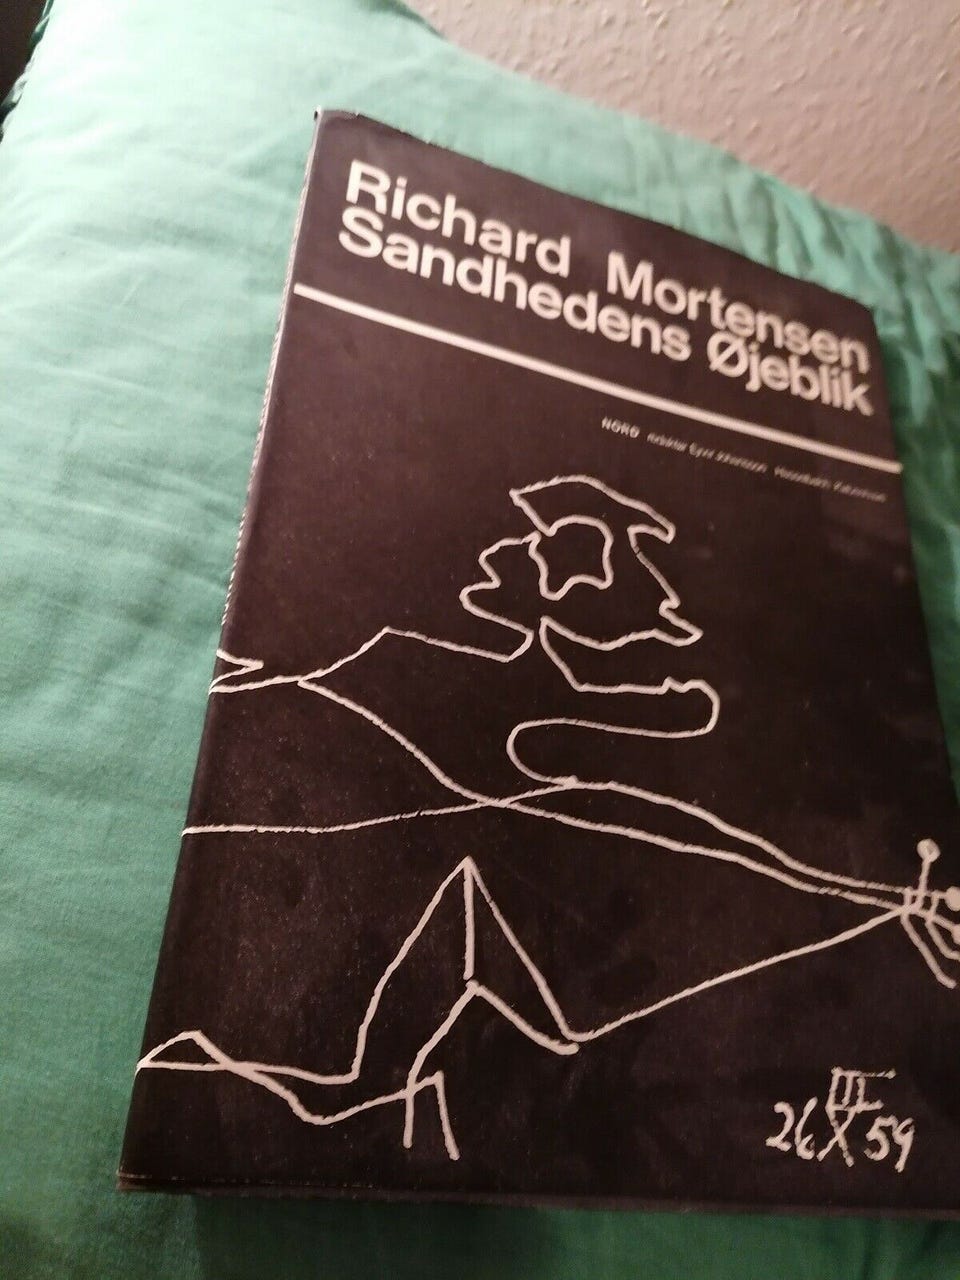 Richard Mortensen
Sandhedens Øjeblik
NORD
26 59